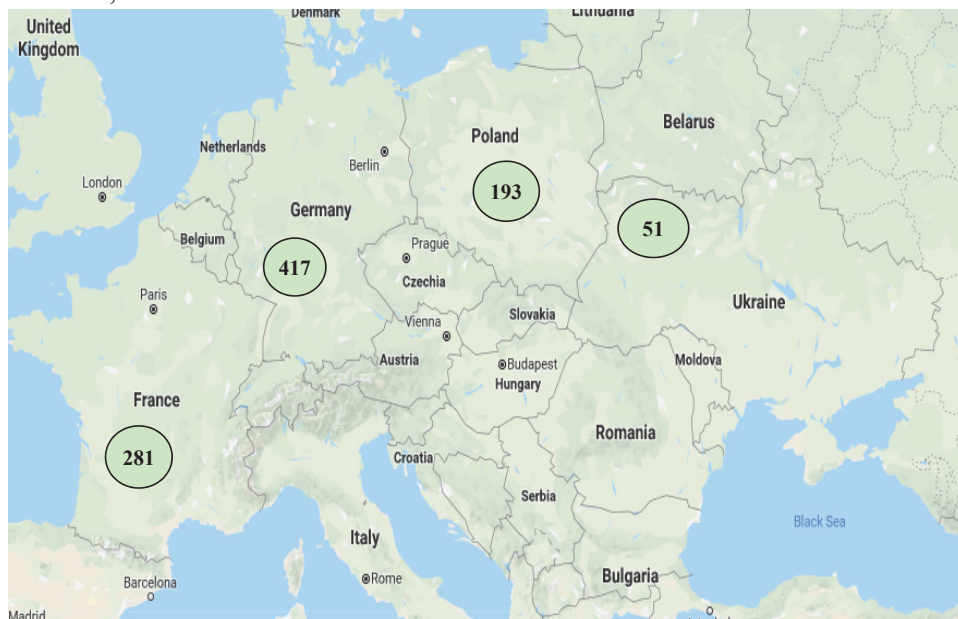 Denmark
Lithuania
United
Kingdom
Belarus
Poland
Netherlands
Berlin
London
193
Germany
51
Belgium
Prague
417
Czechia
Paris
Ukraine
Slovakia
Vienna
Austria
Moldova
Budapest
Hungary
France
Romania
281
Croatia
Serbia
Black Sea
Italy
Barcelona
Rome
Bulgaria
Madrid